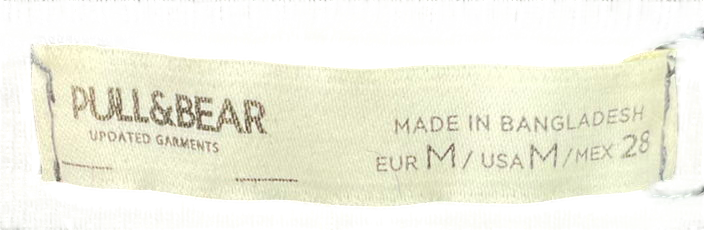 PULL&BEAR
UPDATED GARMENTS
MADE IN BANGLADESH
EUR M/ USA M/MEX 28